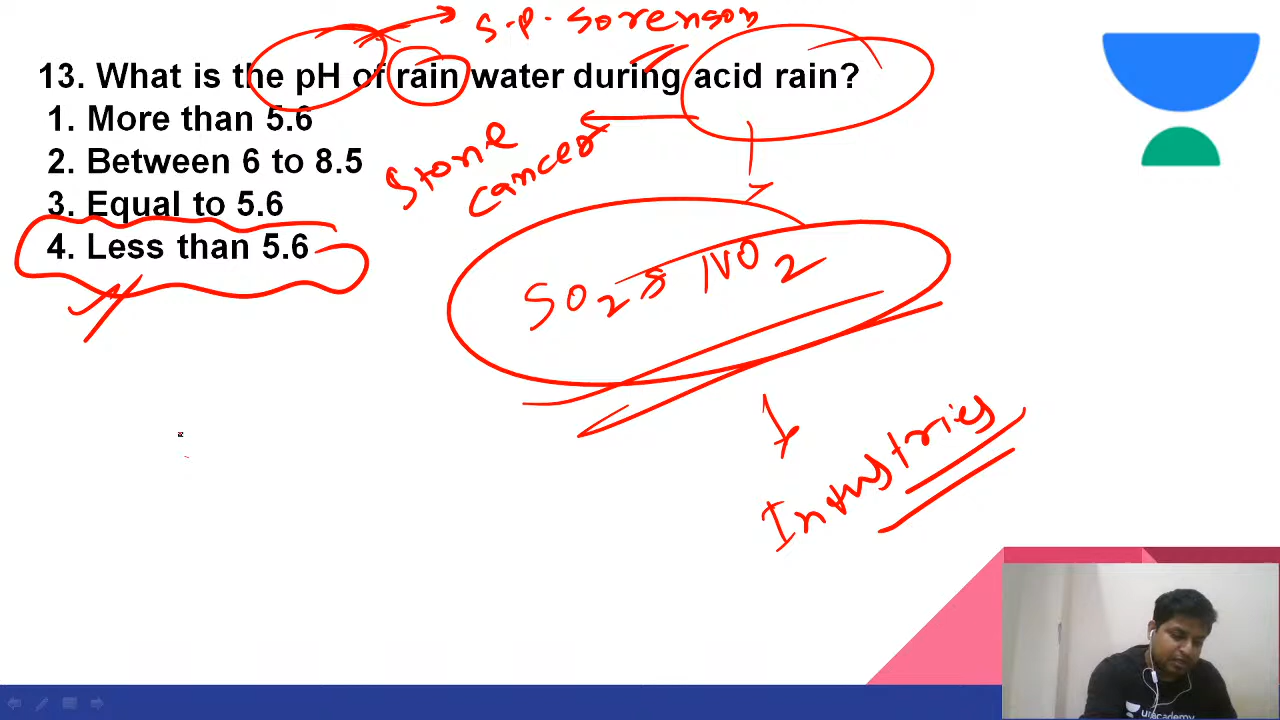 S.P. Sorenson
13. What is the pH of rain water during acid rain?
1. More than 5.6
2. Between 6 to 8.5
3. Equal to 5.6
4. Less than 5.6
Stone
cancer
SO2 & NO2
Industries
unacademy